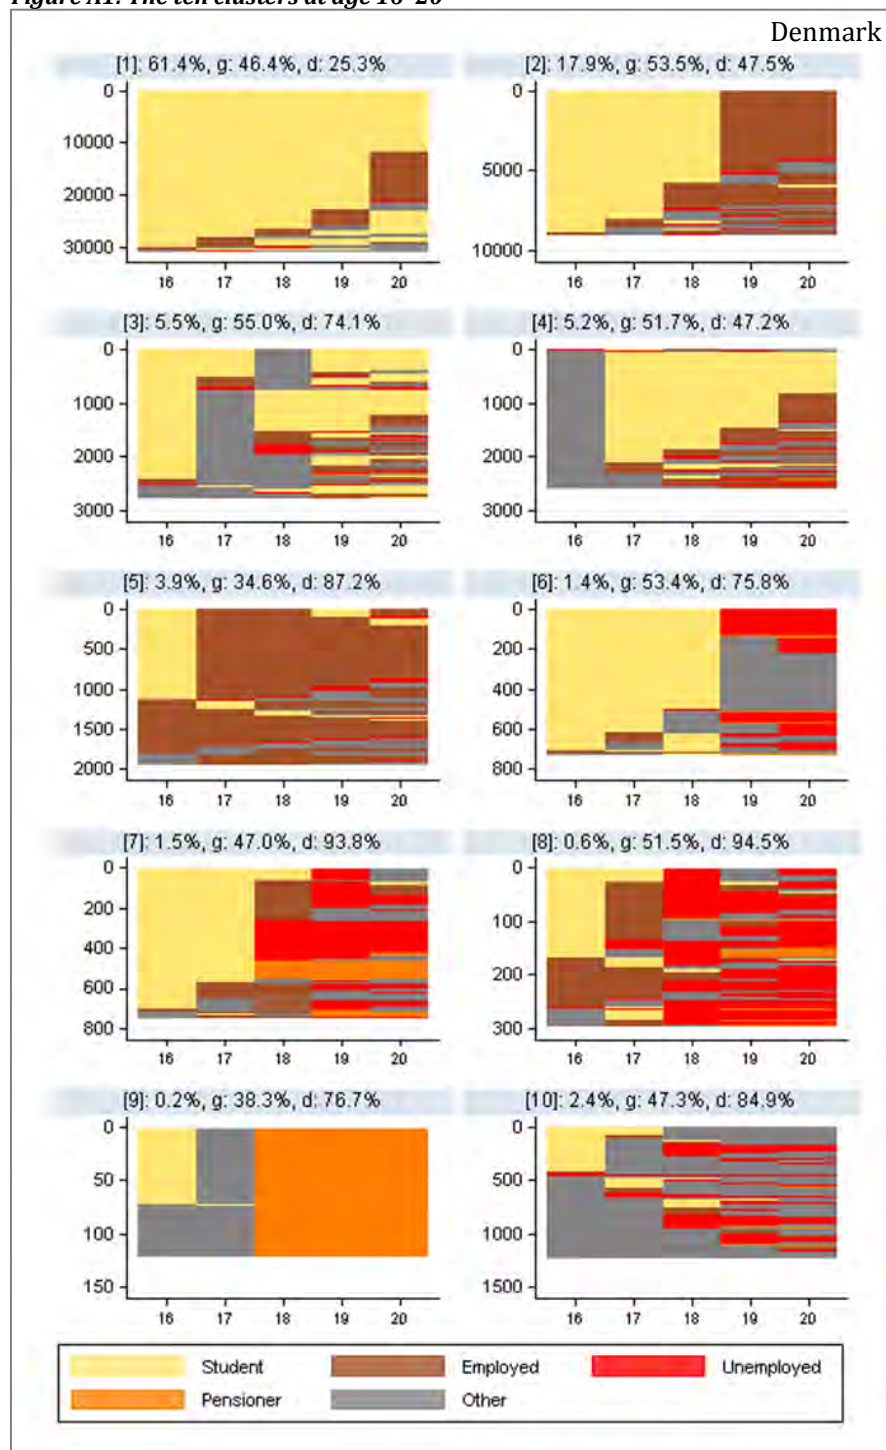 Figure A1: The ten clusters at age 16–20
Denmark
[1]: 61.4%, g: 46.4%, d: 25.3%
0
10000
20000
30000
16 17 18 19 20
[2]: 17.9%, g: 53.5%, d: 47.5%
0
5000
10000
16 17 18 19 20
[3]: 5.5%, g: 55.0%, d: 74.1%
0
1000
2000
3000
16 17 18 19 20
[4]: 5.2%, g: 51.7%, d: 47.2%
0
1000
2000
3000
16 17 18 19 20
[5]: 3.9%, g: 34.6%, d: 87.2%
0
500
1000
1500
2000
16 17 18 19 20
[6]: 1.4%, g: 53.4%, d: 75.8%
0
200
400
600
800
16 17 18 19 20
[7]: 1.5%, g: 47.0%, d: 93.8%
0
200
400
600
800
16 17 18 19 20
[8]: 0.6%, g: 51.5%, d: 94.5%
0
100
200
300
16 17 18 19 20
[9]: 0.2%, g: 38.3%, d: 76.7%
0
50
100
150
16 17 18 19 20
[10]: 2.4%, g: 47.3%, d: 84.9%
0
500
1000
1500
16 17 18 19 20
Student Employed Unemployed
Pensioner Other